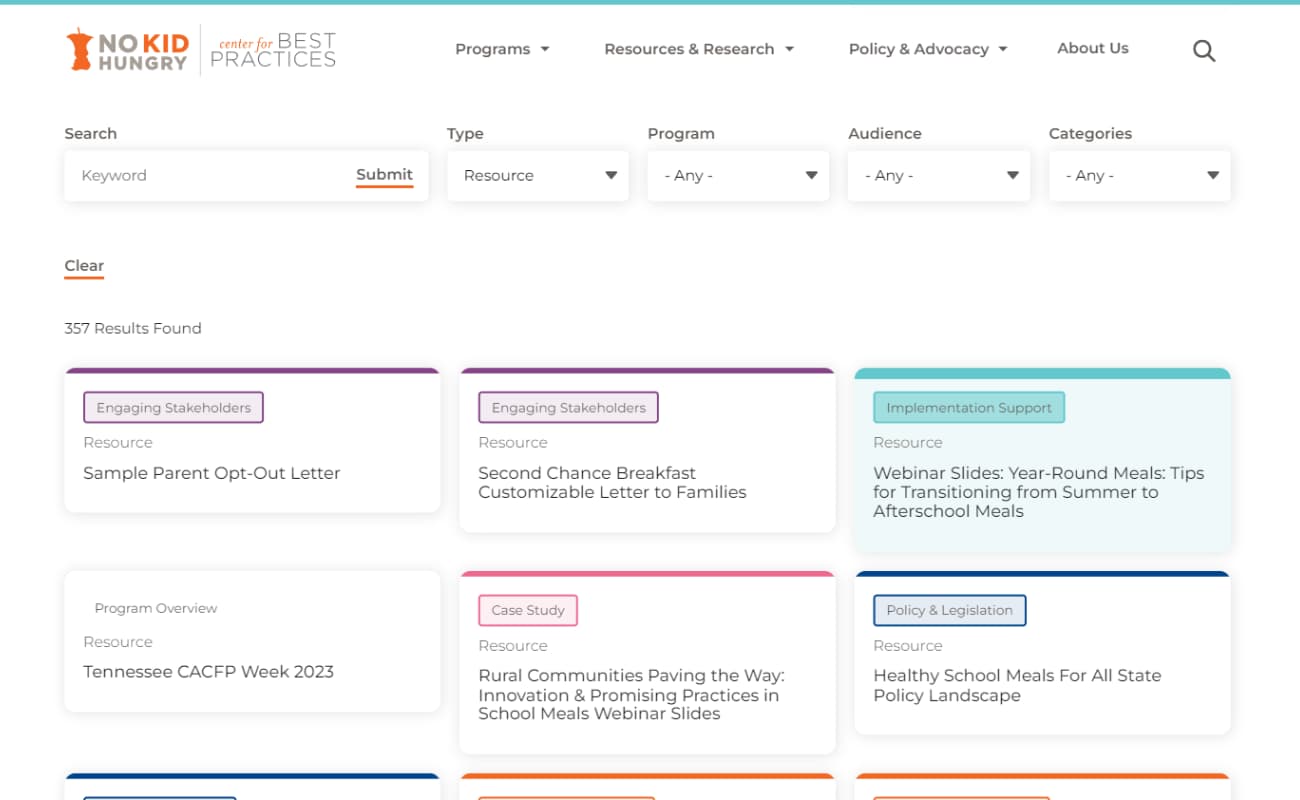 NO KID
HUNGRY
center for BEST
PRACTICES
Programs
Resources & Research
Policy & Advocacy
About Us
Search
Type
Program
Audience
Categories
Keyword
Submit
Resource
- Any -
- Any -
- Any -
Clear
357 Results Found
Engaging Stakeholders
Resource
Sample Parent Opt-Out Letter
Engaging Stakeholders
Resource
Second Chance Breakfast
Customizable Letter to Families
Implementation Support
Resource
Webinar Slides: Year-Round Meals: Tips
for Transitioning from Summer to
Afterschool Meals
Program Overview
Resource
Tennessee CACFP Week 2023
Case Study
Resource
Rural Communities Paving the Way:
Innovation & Promising Practices in
School Meals Webinar Slides
Policy & Legislation
Resource
Healthy School Meals For All State
Policy Landscape